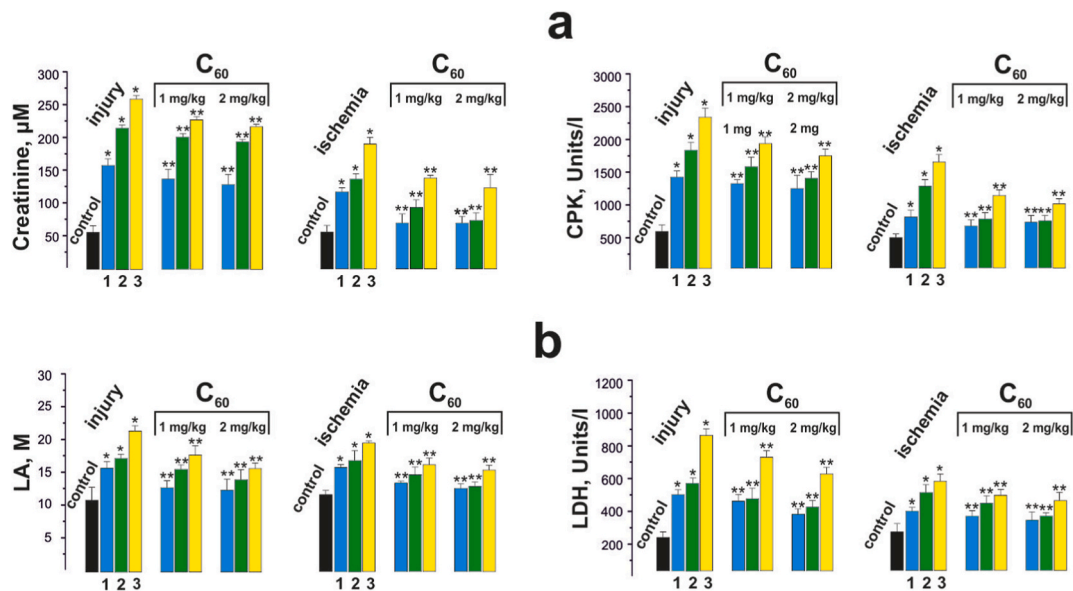 a
C60
1 mg/kg 2 mg/kg
injury
control
Creatinine, µM
300
250
200
150
100
50
* * *
** ** **
** ** **
1 2 3
C60
1 mg/kg 2 mg/kg
ischemia
control
* * *
** ** **
** ** **
1 2 3
C60
1 mg/kg 2 mg/kg
1 mg 2 mg
injury
control
CPK, Units/l
3000
2500
2000
1500
1000
500
* * *
** ** **
** ** **
1 2 3
C60
1 mg/kg 2 mg/kg
ischemia
control
* * *
** ** **
** ** **
1 2 3
b
C60
1 mg/kg 2 mg/kg
injury
control
LA, M
30
25
20
15
10
5
* * *
** ** **
** ** **
1 2 3
C60
1 mg/kg 2 mg/kg
ischemia
control
* * *
** ** **
** ** **
1 2 3
C60
1 mg/kg 2 mg/kg
injury
control
LDH, Units/l
1200
1000
800
600
400
200
* * *
** ** **
** ** **
1 2 3
C60
1 mg/kg 2 mg/kg
ischemia
control
* * *
** ** **
** ** **
1 2 3